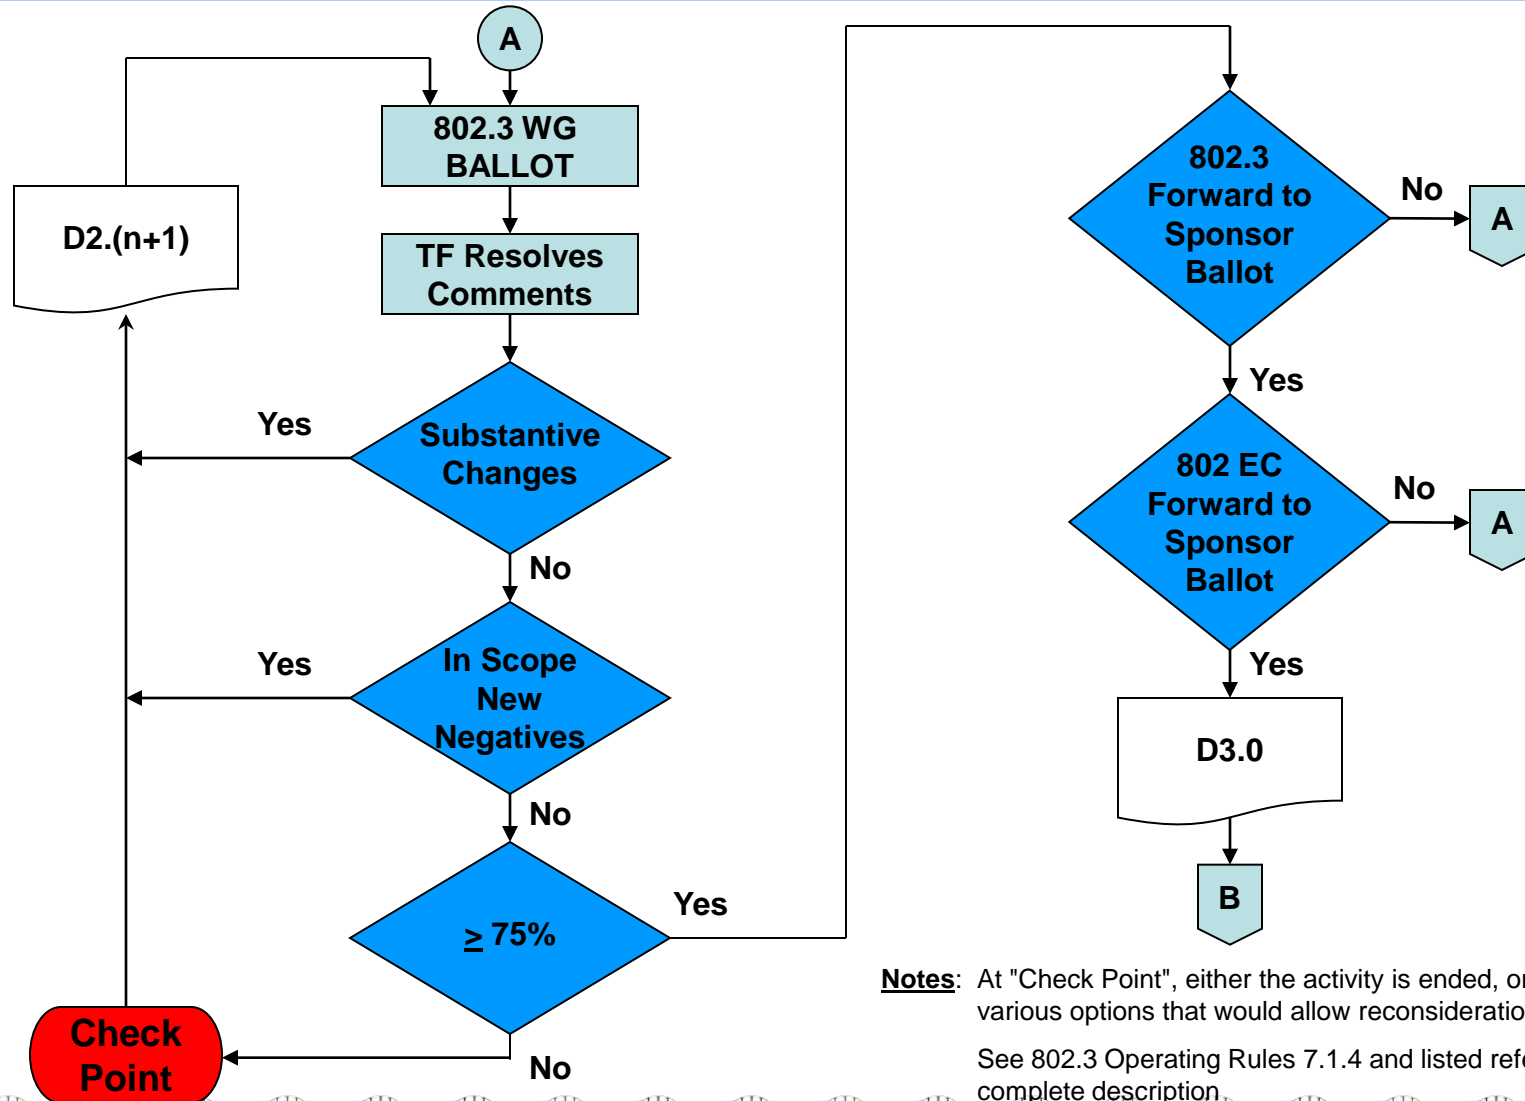 A
802.3 WG
BALLOT
D2.(n+1)
TF Resolves
Comments
Yes
Substantive
Changes
No
Yes
In Scope
New
Negatives
No
≥ 75%
Yes
No
Check
Point
802.3
Forward to
Sponsor
Ballot
No
A
Yes
802 EC
Forward to
Sponsor
Ballot
No
A
Yes
D3.0
B
Notes: At "Check Point", either the activity is ended, or
various options that would allow
See 802.3 Operating Rules 7.1.4 and listed
complete description